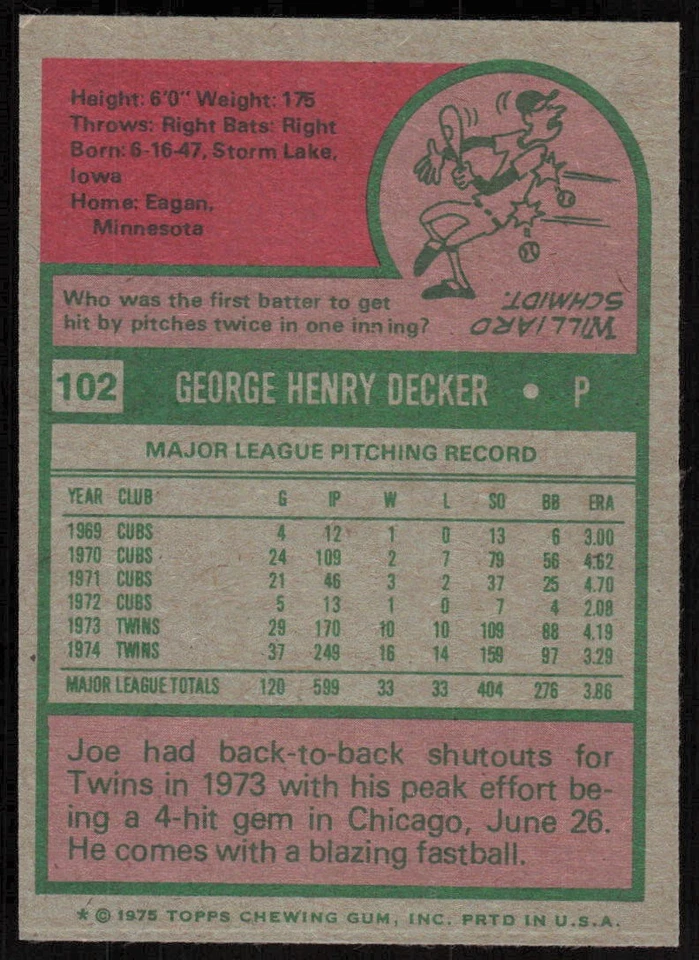 Height: 6'0" Weight: 175
Throws: Right Bats: Right
Born: 6-16-47, Storm Lake,
Iowa
Home: Eagan,
Minnesota
Who was the first batter to get
hit by pitches twice in one inning?
WILLIARD
SCHMIDT.
102 GEORGE HENRY DECKER • P
MAJOR LEAGUE PITCHING RECORD
YEAR CLUB G IP W L SO BB ERA
1969 CUBS 4 12 1 0 13 6 3.00
1970 CUBS 24 109 2 7 79 56 4.62
1971 CUBS 21 46 3 2 37 25 4.70
1972 CUBS 5 13 1 0 7 4 2.08
1973 TWINS 29 170 10 10 109 88 4.19
1974 TWINS 37 249 16 14 159 97 3.29
MAJOR LEAGUE TOTALS 120 599 33 33 404 276 3.86
Joe had back-to-back shutouts for
Twins in 1973 with his peak effort be-
ing a 4-hit gem in Chicago, June 26.
He comes with a blazing fastball.
* © 1975 TOPPS CHEWING GUM, INC. PRTD IN U.S.A.